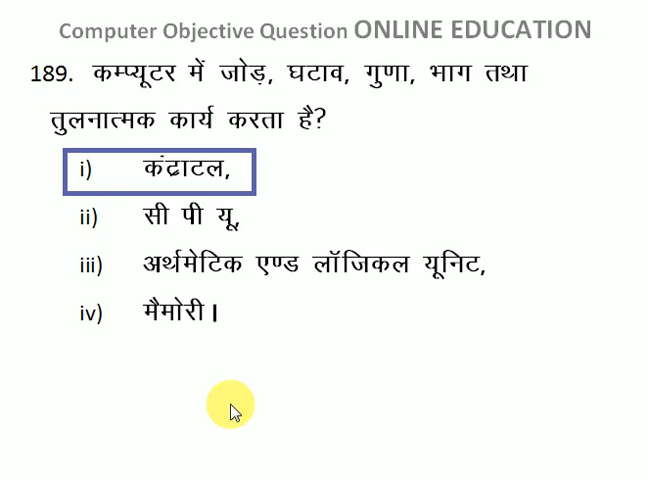 Computer Objective Question ONLINE EDUCATION
189. कम्प्यूटर में जोड़, घटाव, गुणा, भाग तथा
तुलनात्मक कार्य करता है?
i) कंद्राटल,
ii) सी पी यू,
iii) अर्थमेटिक एण्ड लॉजिकल यूनिट,
iv) मैमोरी।